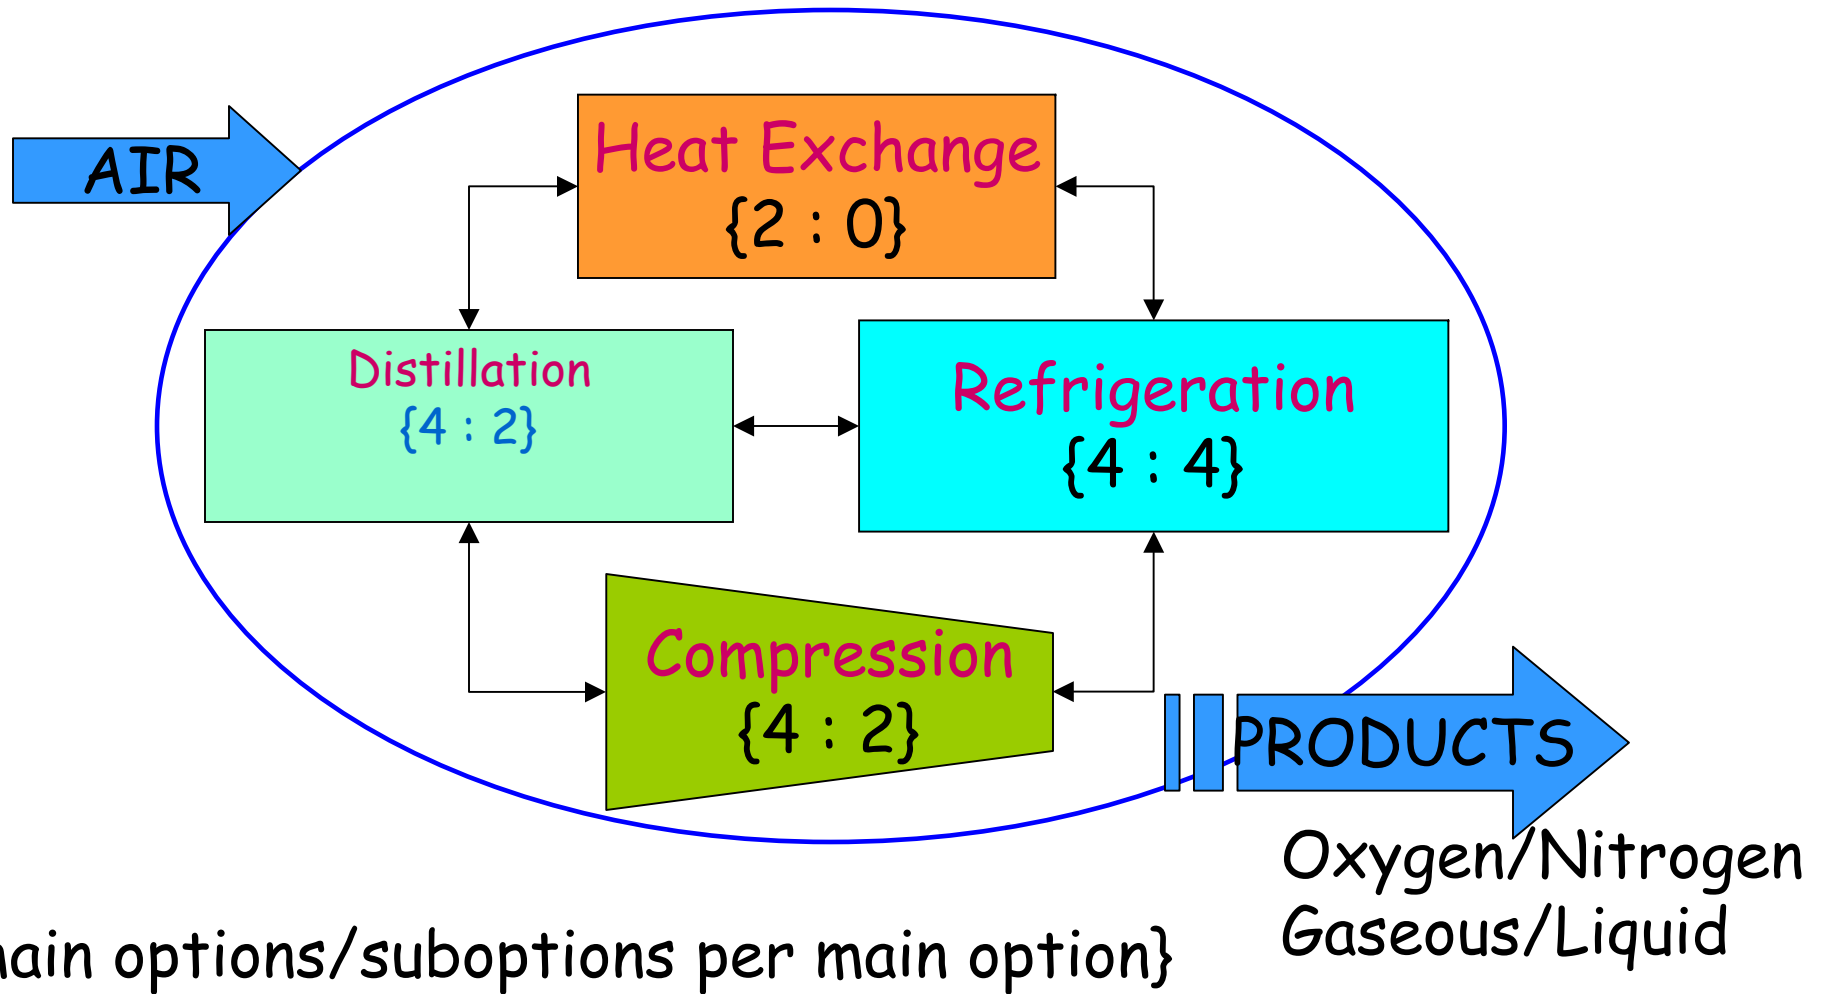 AIR
Heat Exchange
{2 : 0}
Distillation
{4 : 2}
Refrigeration
{4 : 4}
Compression
{4 : 2}
PRODUCTS
Oxygen/Nitrogen
Gaseous/Liquid
options/suboptions per main option}